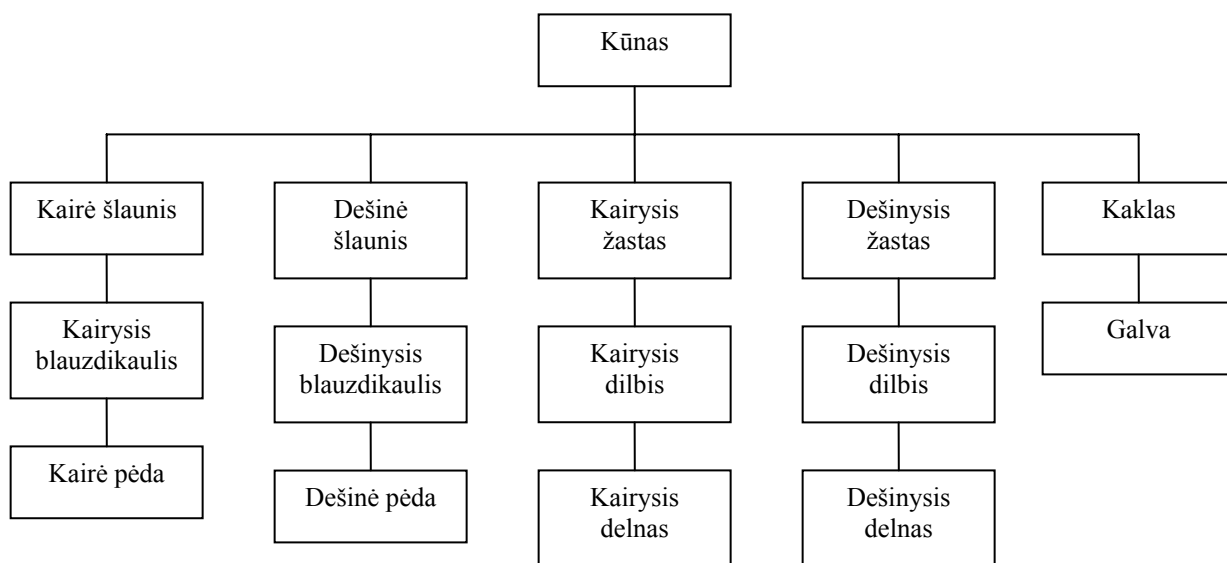 Kūnas
Kairė šlaunis
Dešinė
šlaunis
Kairysis
žastas
Dešinysis
žastas
Kaklas
Kairysis
blauzdikaulis
Dešinysis
blauzdikaulis
Kairysis
dilbis
Dešinysis
dilbis
Galva
Kairė pėda
Dešinė pėda
Kairysis
delnas
Dešinysis
delnas